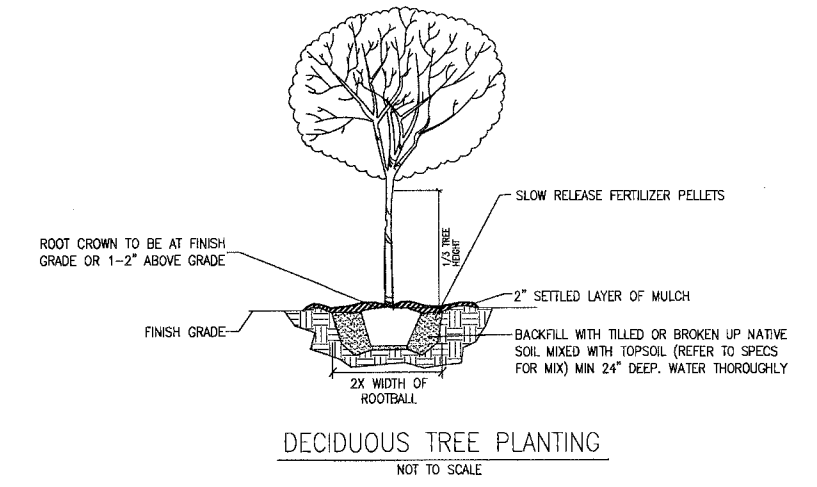 SLOW RELEASE FERTILIZER PELLETS
ROOT CROWN TO BE AT FINISH
GRADE OR 1-2" ABOVE GRADE
1/3 TREE
HEIGHT
2" SETTLED LAYER OF MULCH
FINISH GRADE
BACKFILL WITH TILLED OR BROKEN UP NATIVE
SOIL MIXED WITH TOPSOIL (REFER TO SPECS
FOR MIX) MIN 24" DEEP. WATER THOROUGHLY
2X WIDTH OF
ROOTBALL
DECIDUOUS TREE PLANTING
NOT TO SCALE